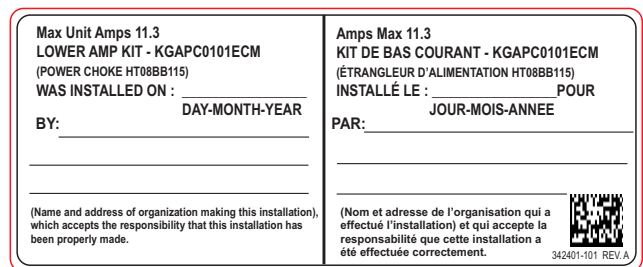 Max Unit Amps 11.3
LOWER AMP KIT - KGAPC0101ECM
(POWER CHOKE HT08BB115)
WAS INSTALLED ON : ________________
DAY-MONTH-YEAR
BY:
(Name and address of organization making this installation),
which accepts the responsibility that this installation has
been properly made.
Amps Max 11.3
KIT DE BAS COURANT - KGAPC0101ECM
(ÉTRANGLEUR D'ALIMENTATION HT08BB115)
INSTALLÉ LE : ________________POUR
JOUR-MOIS-ANNEE
PAR:
(Nom et adresse de l'organisation qui a
effectué l'installation) et qui accepte la
responsabilité que cette installation a
été effectuée correctement.
342401-101 REV. A